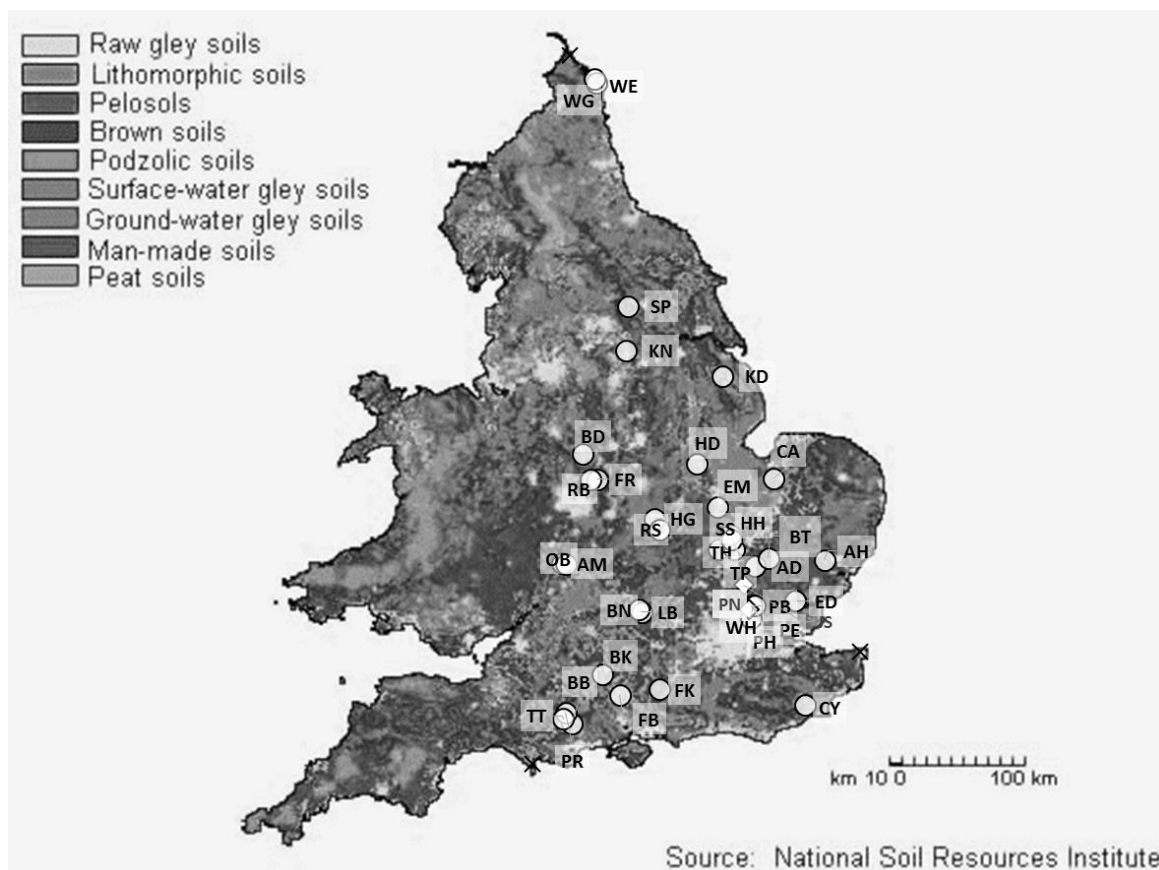 Raw gley soils
Lithomorphic soils
Pelosols
Brown soils
Podzolic soils
Surface-water gley soils
Ground-water gley soils
Man-made soils
Peat soils
WE
WG
SP
KN
KD
BD
HD
CA
RB
FR
EM
HG
RS
SS
HH
TH
BT
AH
OB
AM
TP
AD
BN
LB
PN
PB
ED
WH
PE
PH
BK
BB
FK
TT
FB
CY
PR
km 10 0
100 km
Source: National Soil Resources Institute